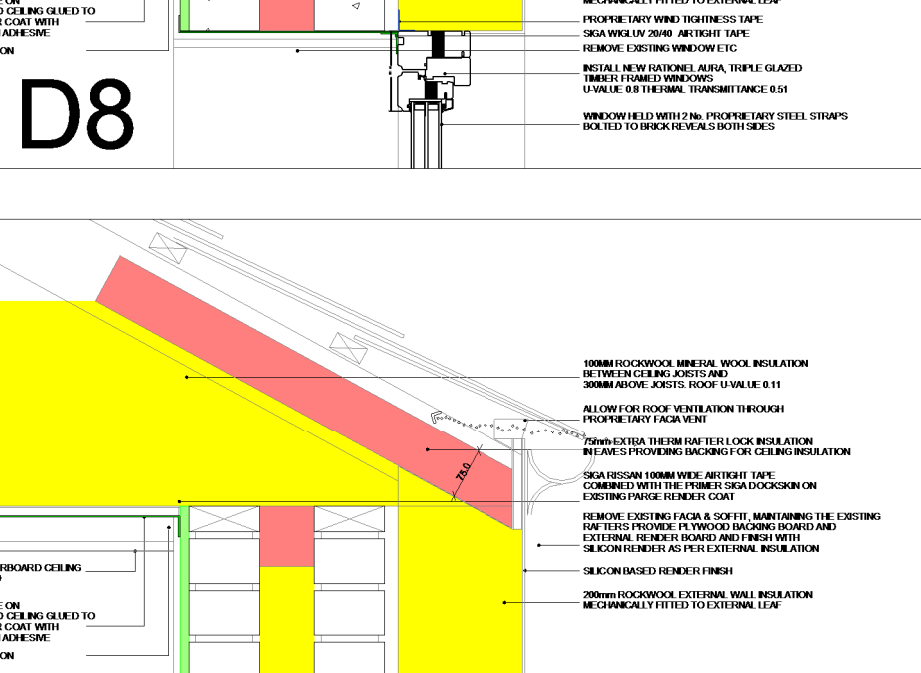 MECHANICALLY FITTED TO EXTERNAL LEAF
PROPRIETARY WIND TIGHTNESS TAPE
SIGA WIGLUV 20/40 AIRTIGHT TAPE
REMOVE EXISTING WINDOW ETC
INSTALL NEW RATIONEL AURA, TRIPLE GLAZED
TIMBER FRAMED WINDOWS
U-VALUE 0.8 THERMAL TRANSMITTANCE 0.51
WINDOW HELD WITH 2 No. PROPRIETARY STEEL STRAPS
BOLTED TO BRICK REVEALS BOTH SIDES
E ON
D CEILING GLUED TO
R COAT WITH
ADHESIVE
ON
D8
100MM ROCKWOOL MINERAL WOOL INSULATION
BETWEEN CEILING JOISTS AND
300MM ABOVE JOISTS. ROOF U-VALUE 0.11
ALLOW FOR ROOF VENTILATION THROUGH
PROPRIETARY FACIA VENT
75mm EXTRA THERM RAFTER LOCK INSULATION
IN EAVES PROVIDING BACKING FOR CEILING INSULATION
75.0
SIGA RISSAN 100MM WIDE AIRTIGHT TAPE
COMBINED WITH THE PRIMER SIGA DOCKSKIN ON
EXISTING PARGE RENDER COAT
REMOVE EXISTING FACIA & SOFFIT, MAINTAINING THE EXISTING
RAFTERS PROVIDE PLYWOOD BACKING BOARD AND
EXTERNAL RENDER BOARD AND FINISH WITH
SILICON RENDER AS PER EXTERNAL INSULATION
SILICON BASED RENDER FINISH
200mm ROCKWOOL EXTERNAL WALL INSULATION
MECHANICALLY FITTED TO EXTERNAL LEAF
RBOARD CEILING
E ON
D CEILING GLUED TO
R COAT WITH
ADHESIVE
ON